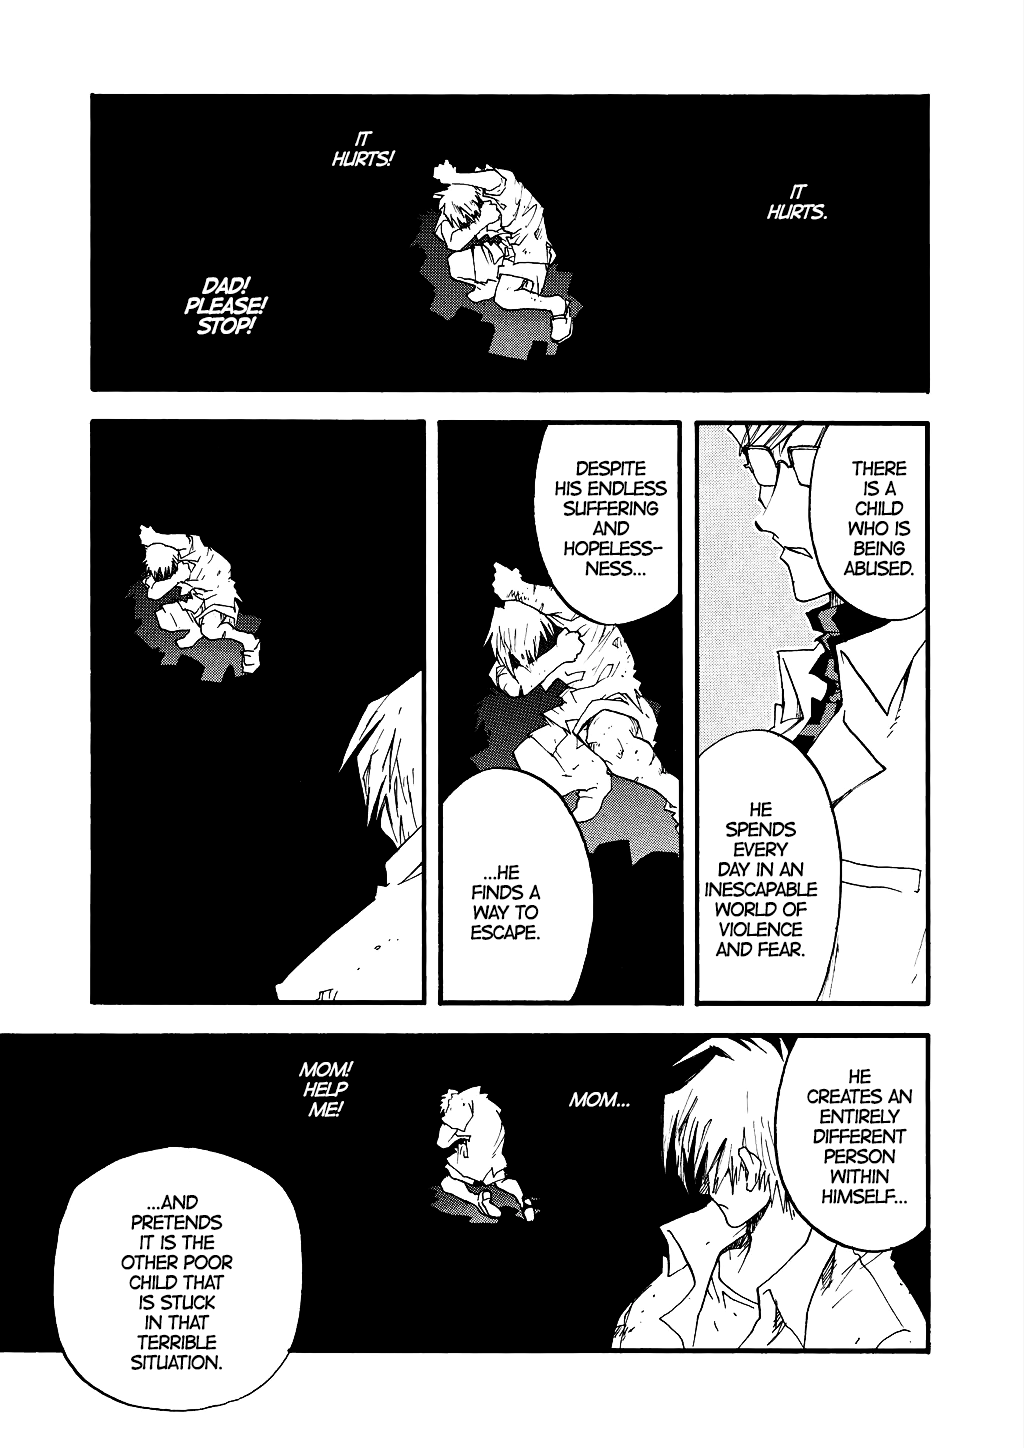 IT
HURTS.
IT
HURTS!
DAD!
PLEASE!
STOP!
THERE
IS A
CHILD
WHO IS
BEING
ABUSED.
HE
SPENDS
EVERY
DAY IN AN
INESCAPABLE
WORLD OF
VIOLENCE
AND FEAR.
DESPITE
HIS ENDLESS
SUFFERING
AND
HOPELESS-
NESS...
...HE
FINDS A
WAY TO
ESCAPE.
HE
CREATES AN
ENTIRELY
DIFFERENT
PERSON
WITHIN
HIMSELF...
MOM...
MOM!
HELP
ME!
...AND
PRETENDS
IT IS THE
OTHER POOR
CHILD THAT
IS STUCK
IN THAT
TERRIBLE
SITUATION.